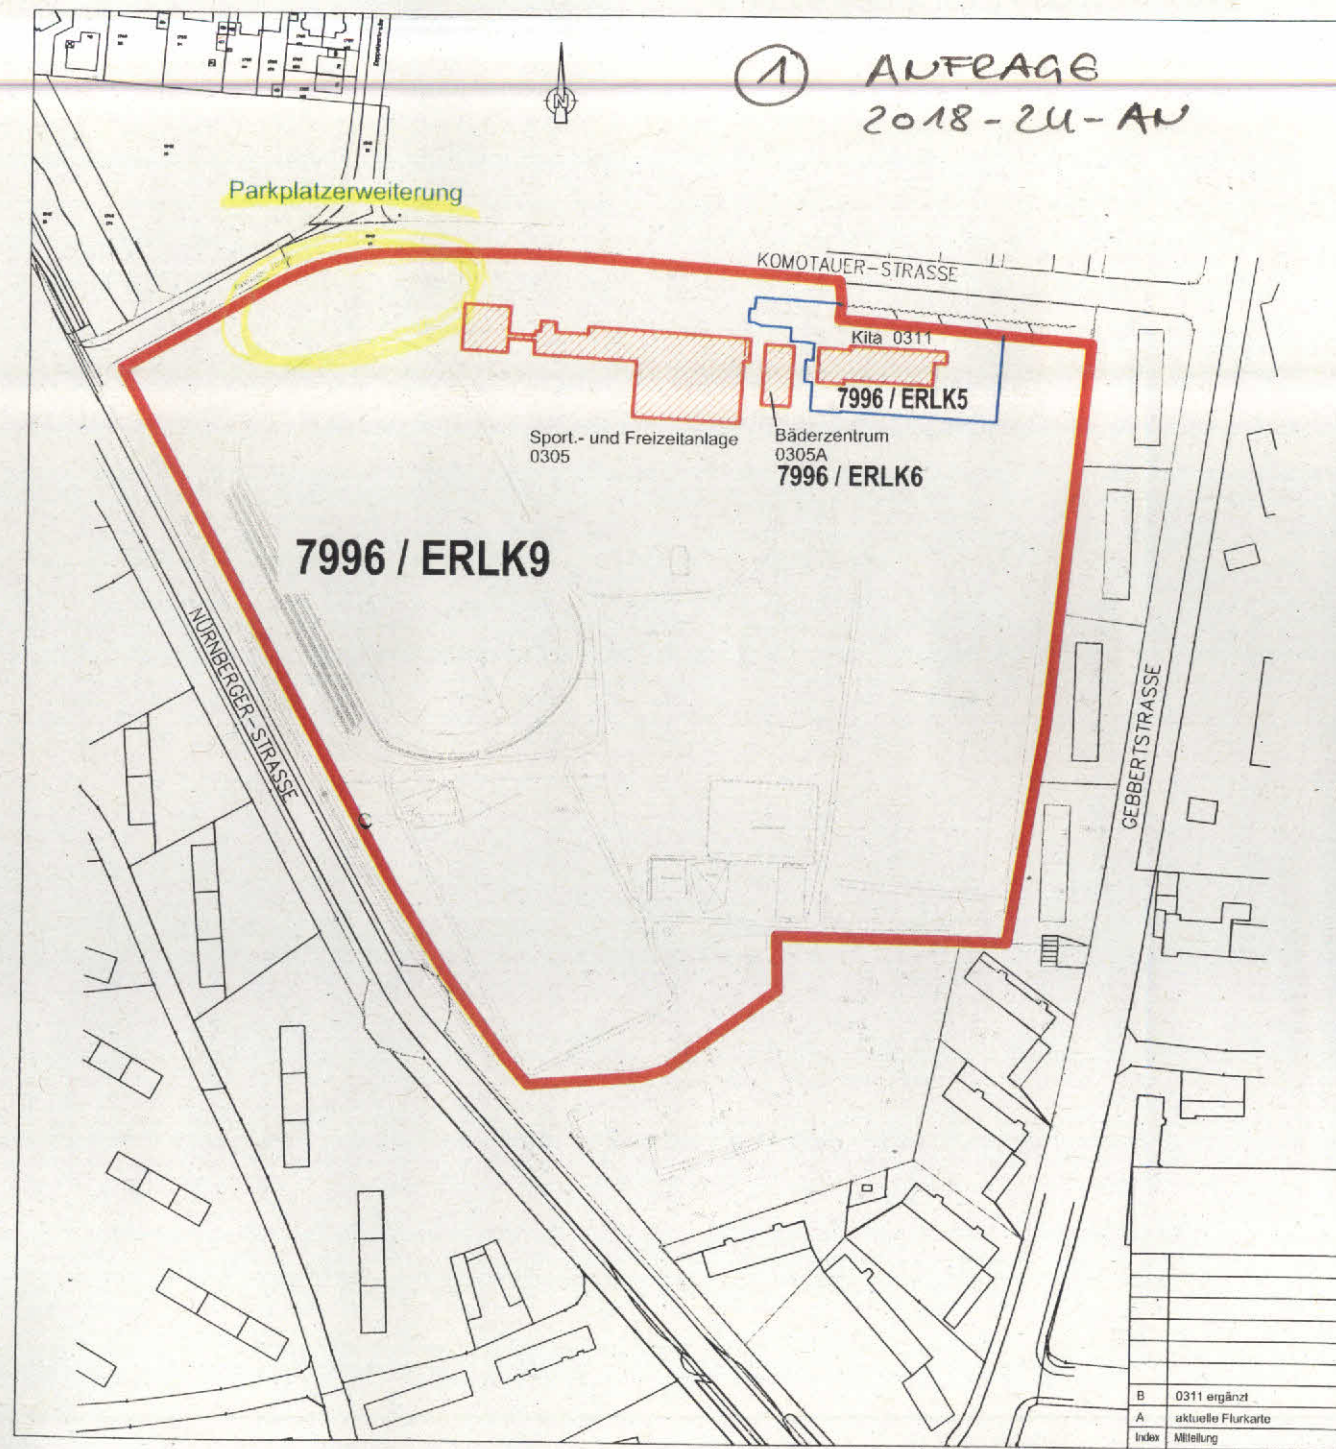 ① ANFRAGE
2018-24-AN
N
Parkplatzerweiterung
KOMOTAUER-STRASSE
Kita 0311
7996 / ERLK5
Sport.- und Freizeitanlage
0305
Bäderzentrum
0305A
7996 / ERLK6
7996 / ERLK9
NÜRNBERGER-STRASSE
GEBBERTSTRASSE
B 0311 ergänzt
A aktuelle Flurkarte
Index Mitteilung